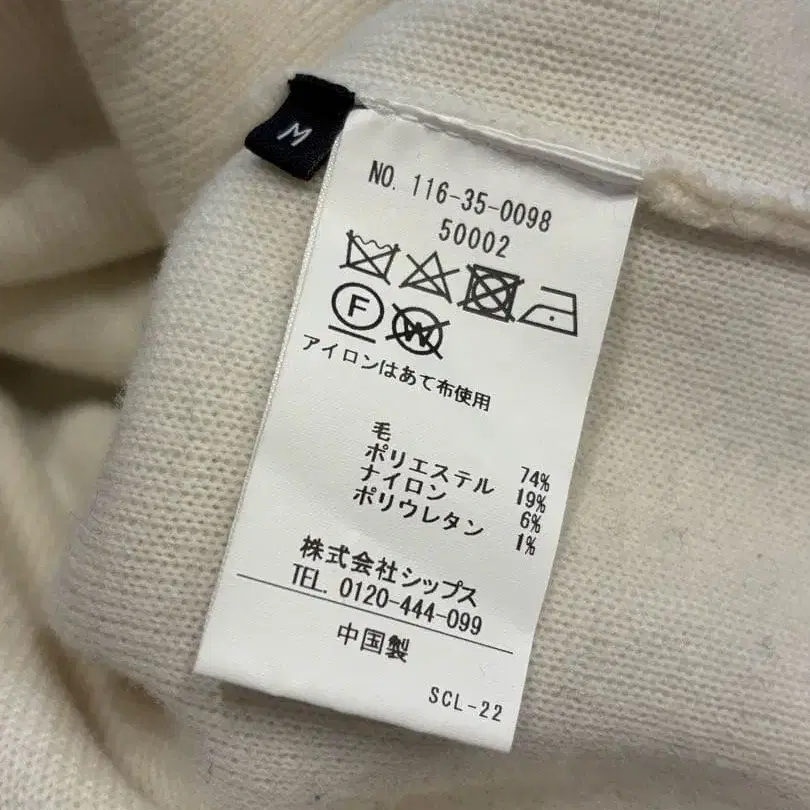 M
NO. 116-35-0098
50002
F
W
アイロンはあて布使用
毛 74%
ポリエステル 19%
ナイロン 6%
ポリウレタン 1%
株式会社シップス
TEL. 0120-444-099
中国製
SCL-22